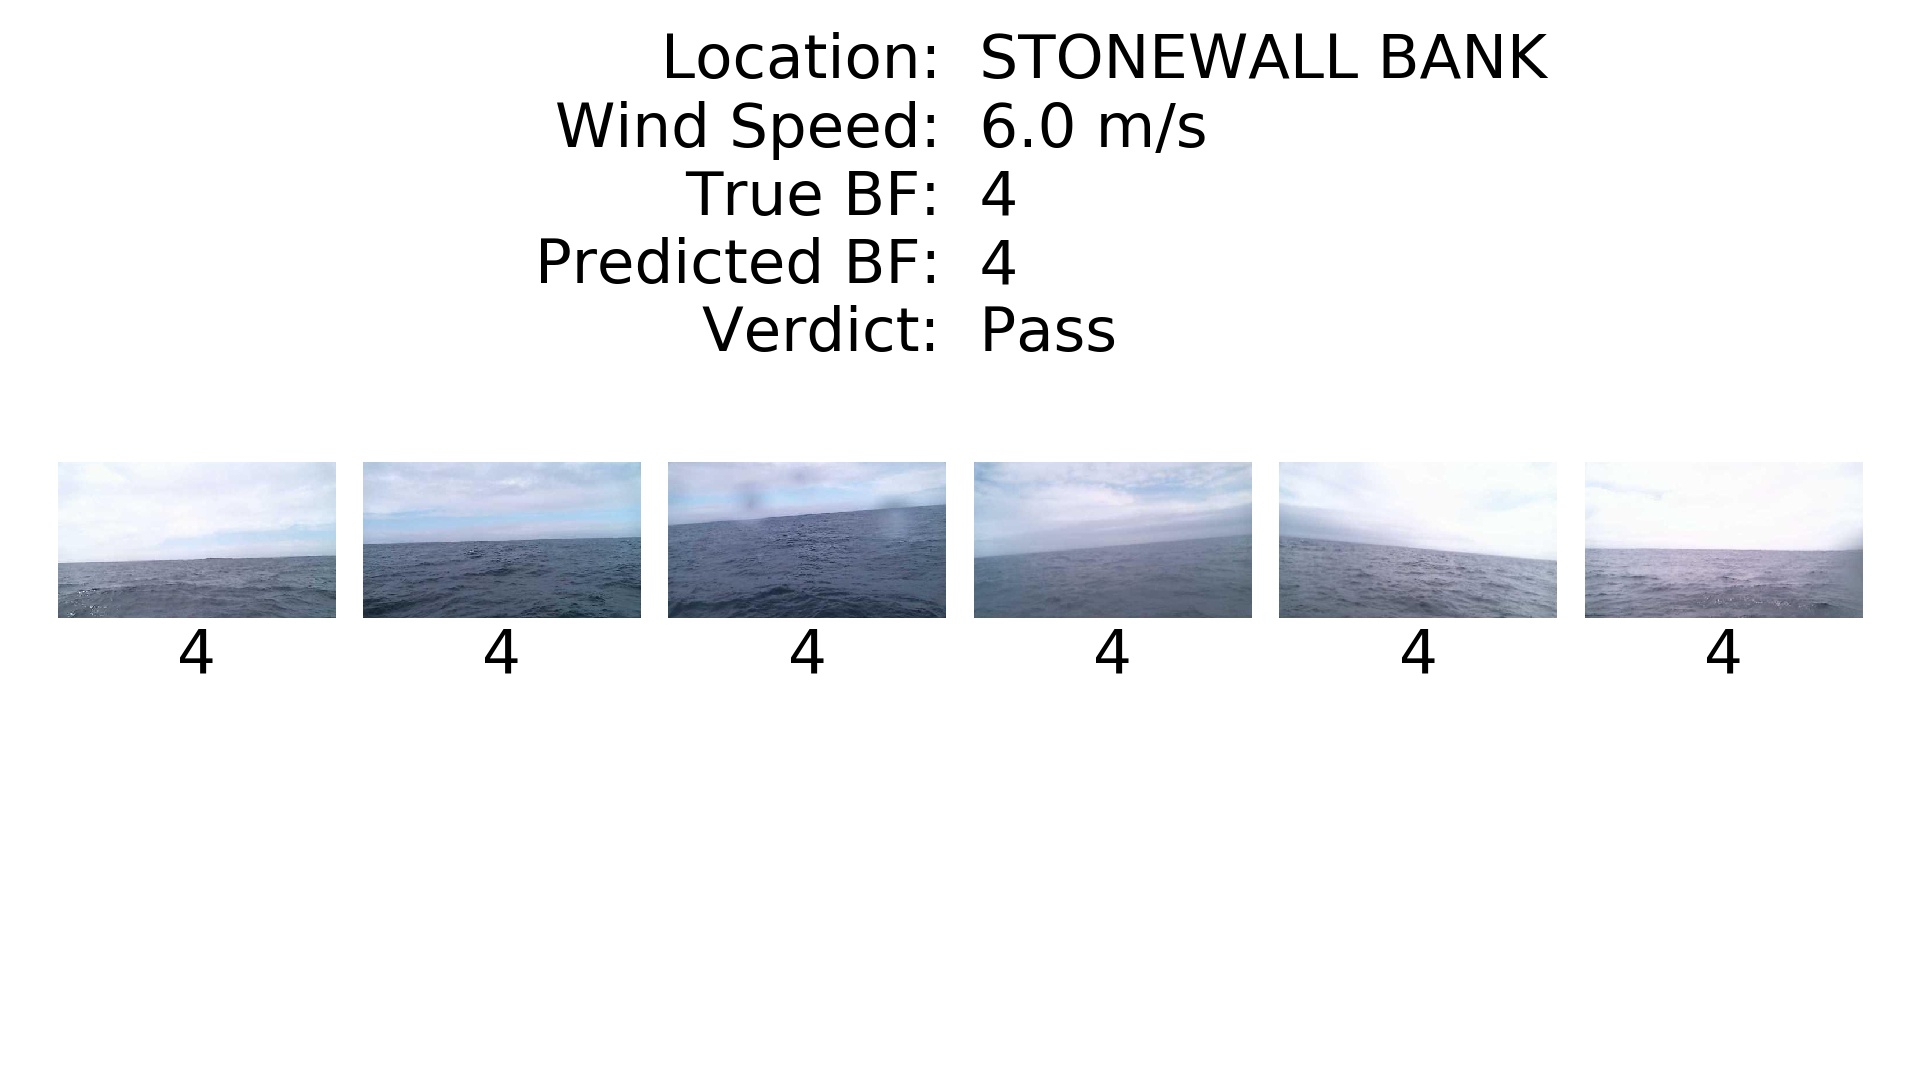 Location: STONEWALL BANK
Wind Speed: 6.0 m/s
True BF: 4
Predicted BF: 4
Verdict: Pass
4 4 4 4 4 4